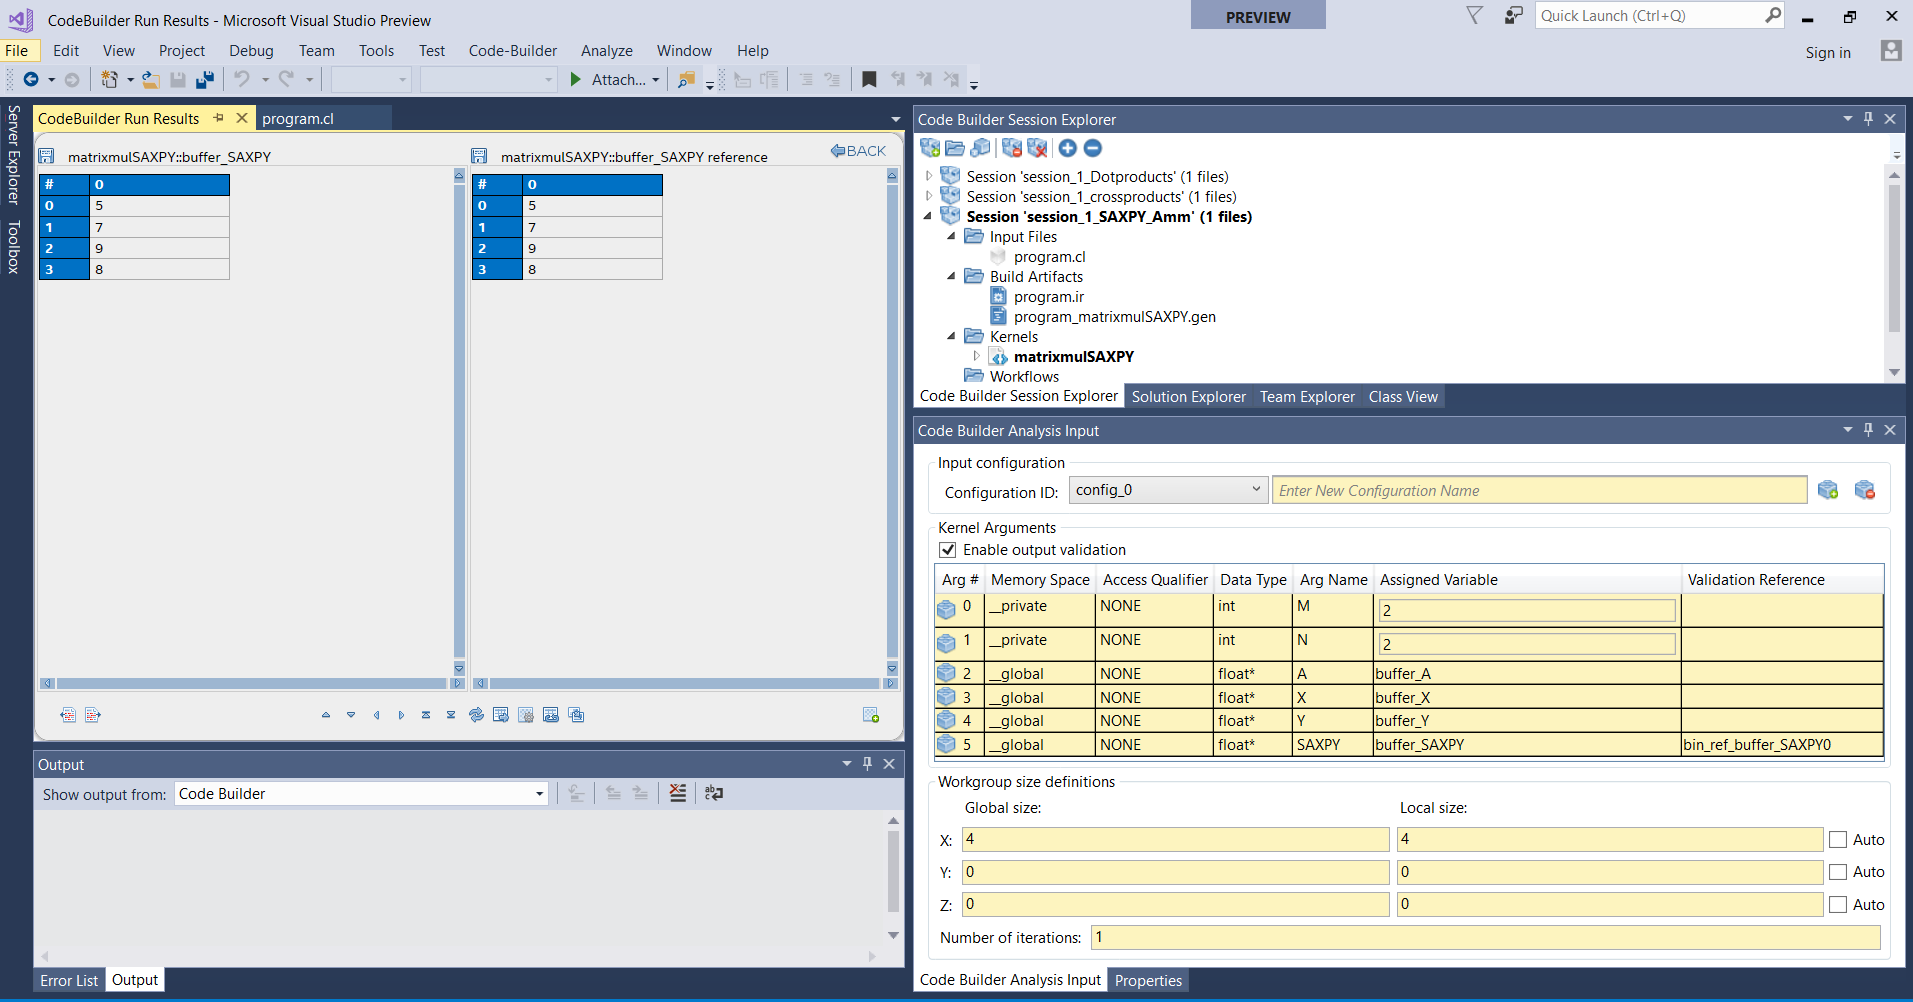 CodeBuilder Run Results - Microsoft Visual Studio Preview
PREVIEW
Quick Launch (Ctrl+Q)
File Edit View Project Debug Team Tools Test Code-Builder Analyze Window Help
Sign in
Attach...
Server Explorer
Toolbox
CodeBuilder Run Results
program.cl
matrixmulSAXPY::buffer_SAXPY
matrixmulSAXPY::buffer_SAXPY reference
BACK
# 0
0 5
1 7
2 9
3 8
# 0
0 5
1 7
2 9
3 8
Output
Show output from: Code Builder
Error List Output
Code Builder Session Explorer
Session 'session_1_Dotproducts' (1 files)
Session 'session_1_crossproducts' (1 files)
Session 'session_1_SAXPY_Amm' (1 files)
Input Files
program.cl
Build Artifacts
program.ir
program_matrixmulSAXPY.gen
Kernels
matrixmulSAXPY
Workflows
Code Builder Session Explorer Solution Explorer Team Explorer Class View
Code Builder Analysis Input
Input configuration
Configuration ID: config_0 Enter New Configuration Name
Kernel Arguments
Enable output validation
Arg # Memory Space Access Qualifier Data Type Arg Name Assigned Variable Validation Reference
0 __private NONE int M 2
1 __private NONE int N 2
2 __global NONE float* A buffer_A
3 __global NONE float* X buffer_X
4 __global NONE float* Y buffer_Y
5 __global NONE float* SAXPY buffer_SAXPY bin_ref_buffer_SAXPY0
Workgroup size definitions
Global size: Local size:
X: 4 4 Auto
Y: 0 0 Auto
Z: 0 0 Auto
Number of iterations: 1
Code Builder Analysis Input Properties